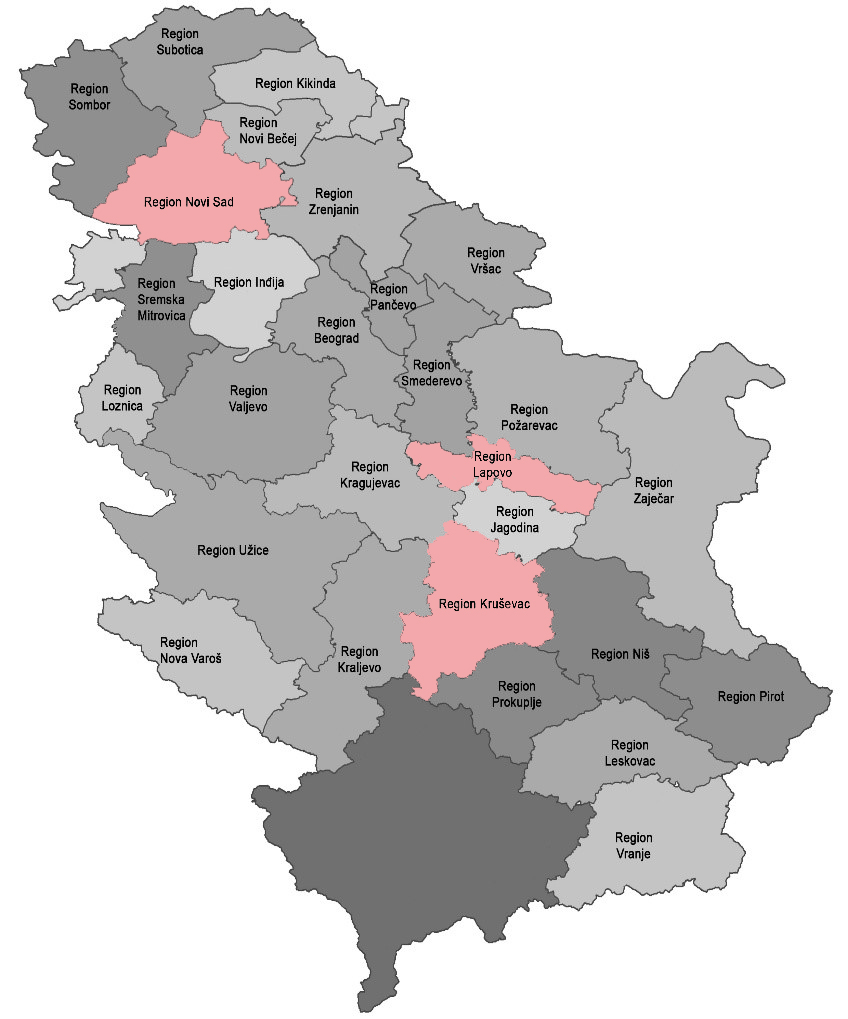 Region
Subotica
Region
Sombor
Region Kikinda
Region
Novi Bečej
Region Novi Sad
Region
Zrenjanin
Region
Vršac
Region
Sremska
Mitrovica
Region Inđija
Region
Pančevo
Region
Beograd
Region
Smederevo
Region
Loznica
Region
Valjevo
Region
Požarevac
Region
Kragujevac
Region
Lapovo
Region
Zaječar
Region
Jagodina
Region Užice
Region Kruševac
Region
Nova Varoš
Region
Kraljevo
Region Niš
Region
Prokuplje
Region Pirot
Region
Leskovac
Region
Vranje